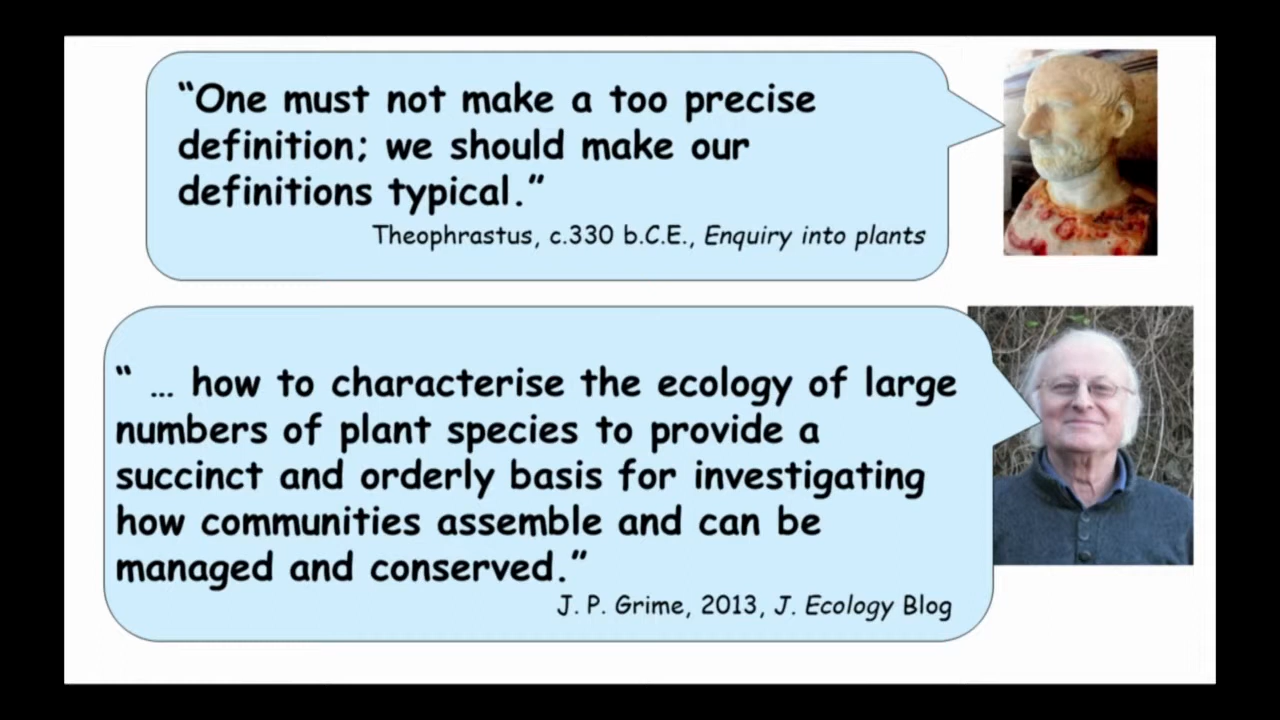 “One must not make a too precise
definition; we should make our
definitions typical.”
Theophrastus, c.330 b.C.E., Enquiry into plants
“ … how to characterise the ecology of large
numbers of plant species to provide a
succinct and orderly basis for investigating
how communities assemble and can be
managed and conserved.”
J. P. Grime, 2013, J. Ecology Blog